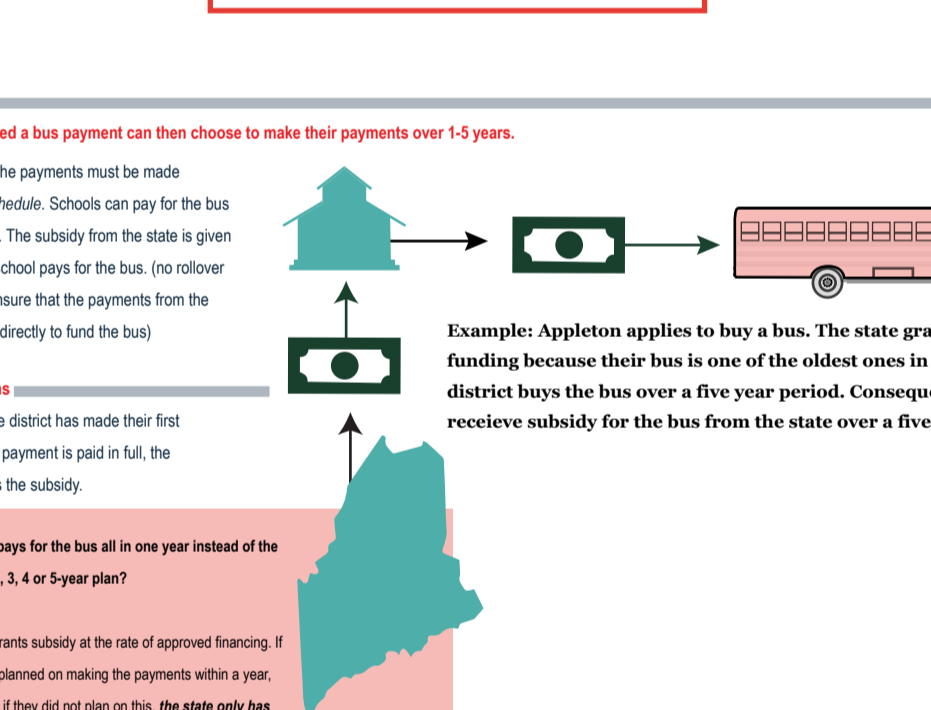 ed a bus payment can then choose to make their payments over 1-5 years.
he payments must be made
hedule. Schools can pay for the bus
. The subsidy from the state is given
chool pays for the bus. (no rollover
nsure that the payments from the
directly to fund the bus)
Example: Appleton applies to buy a bus. The state gra
funding because their bus is one of the oldest ones in
district buys the bus over a five year period. Consequ
receieve subsidy for the bus from the state over a five
s
e district has made their first
payment is paid in full, the
s the subsidy.
pays for the bus all in one year instead of the
, 3, 4 or 5-year plan?
rants subsidy at the rate of approved financing. If
planned on making the payments within a year,
if they did not plan on this, the state only has